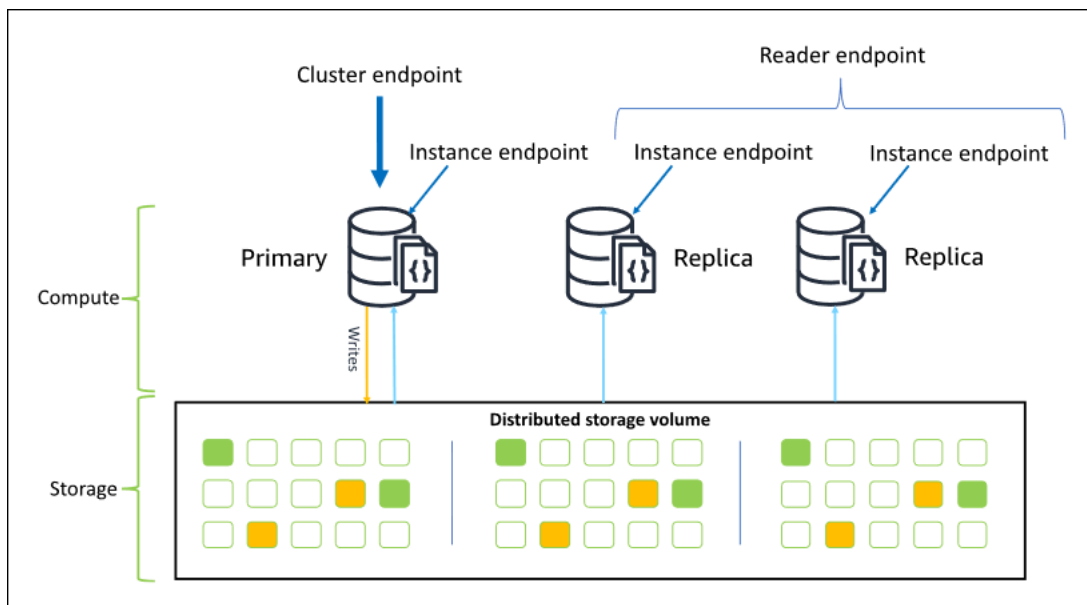 Reader endpoint
Cluster endpoint
Instance endpoint
Instance endpoint
Instance endpoint
Primary
Replica
Replica
Compute
Writes
Distributed storage volume
Storage